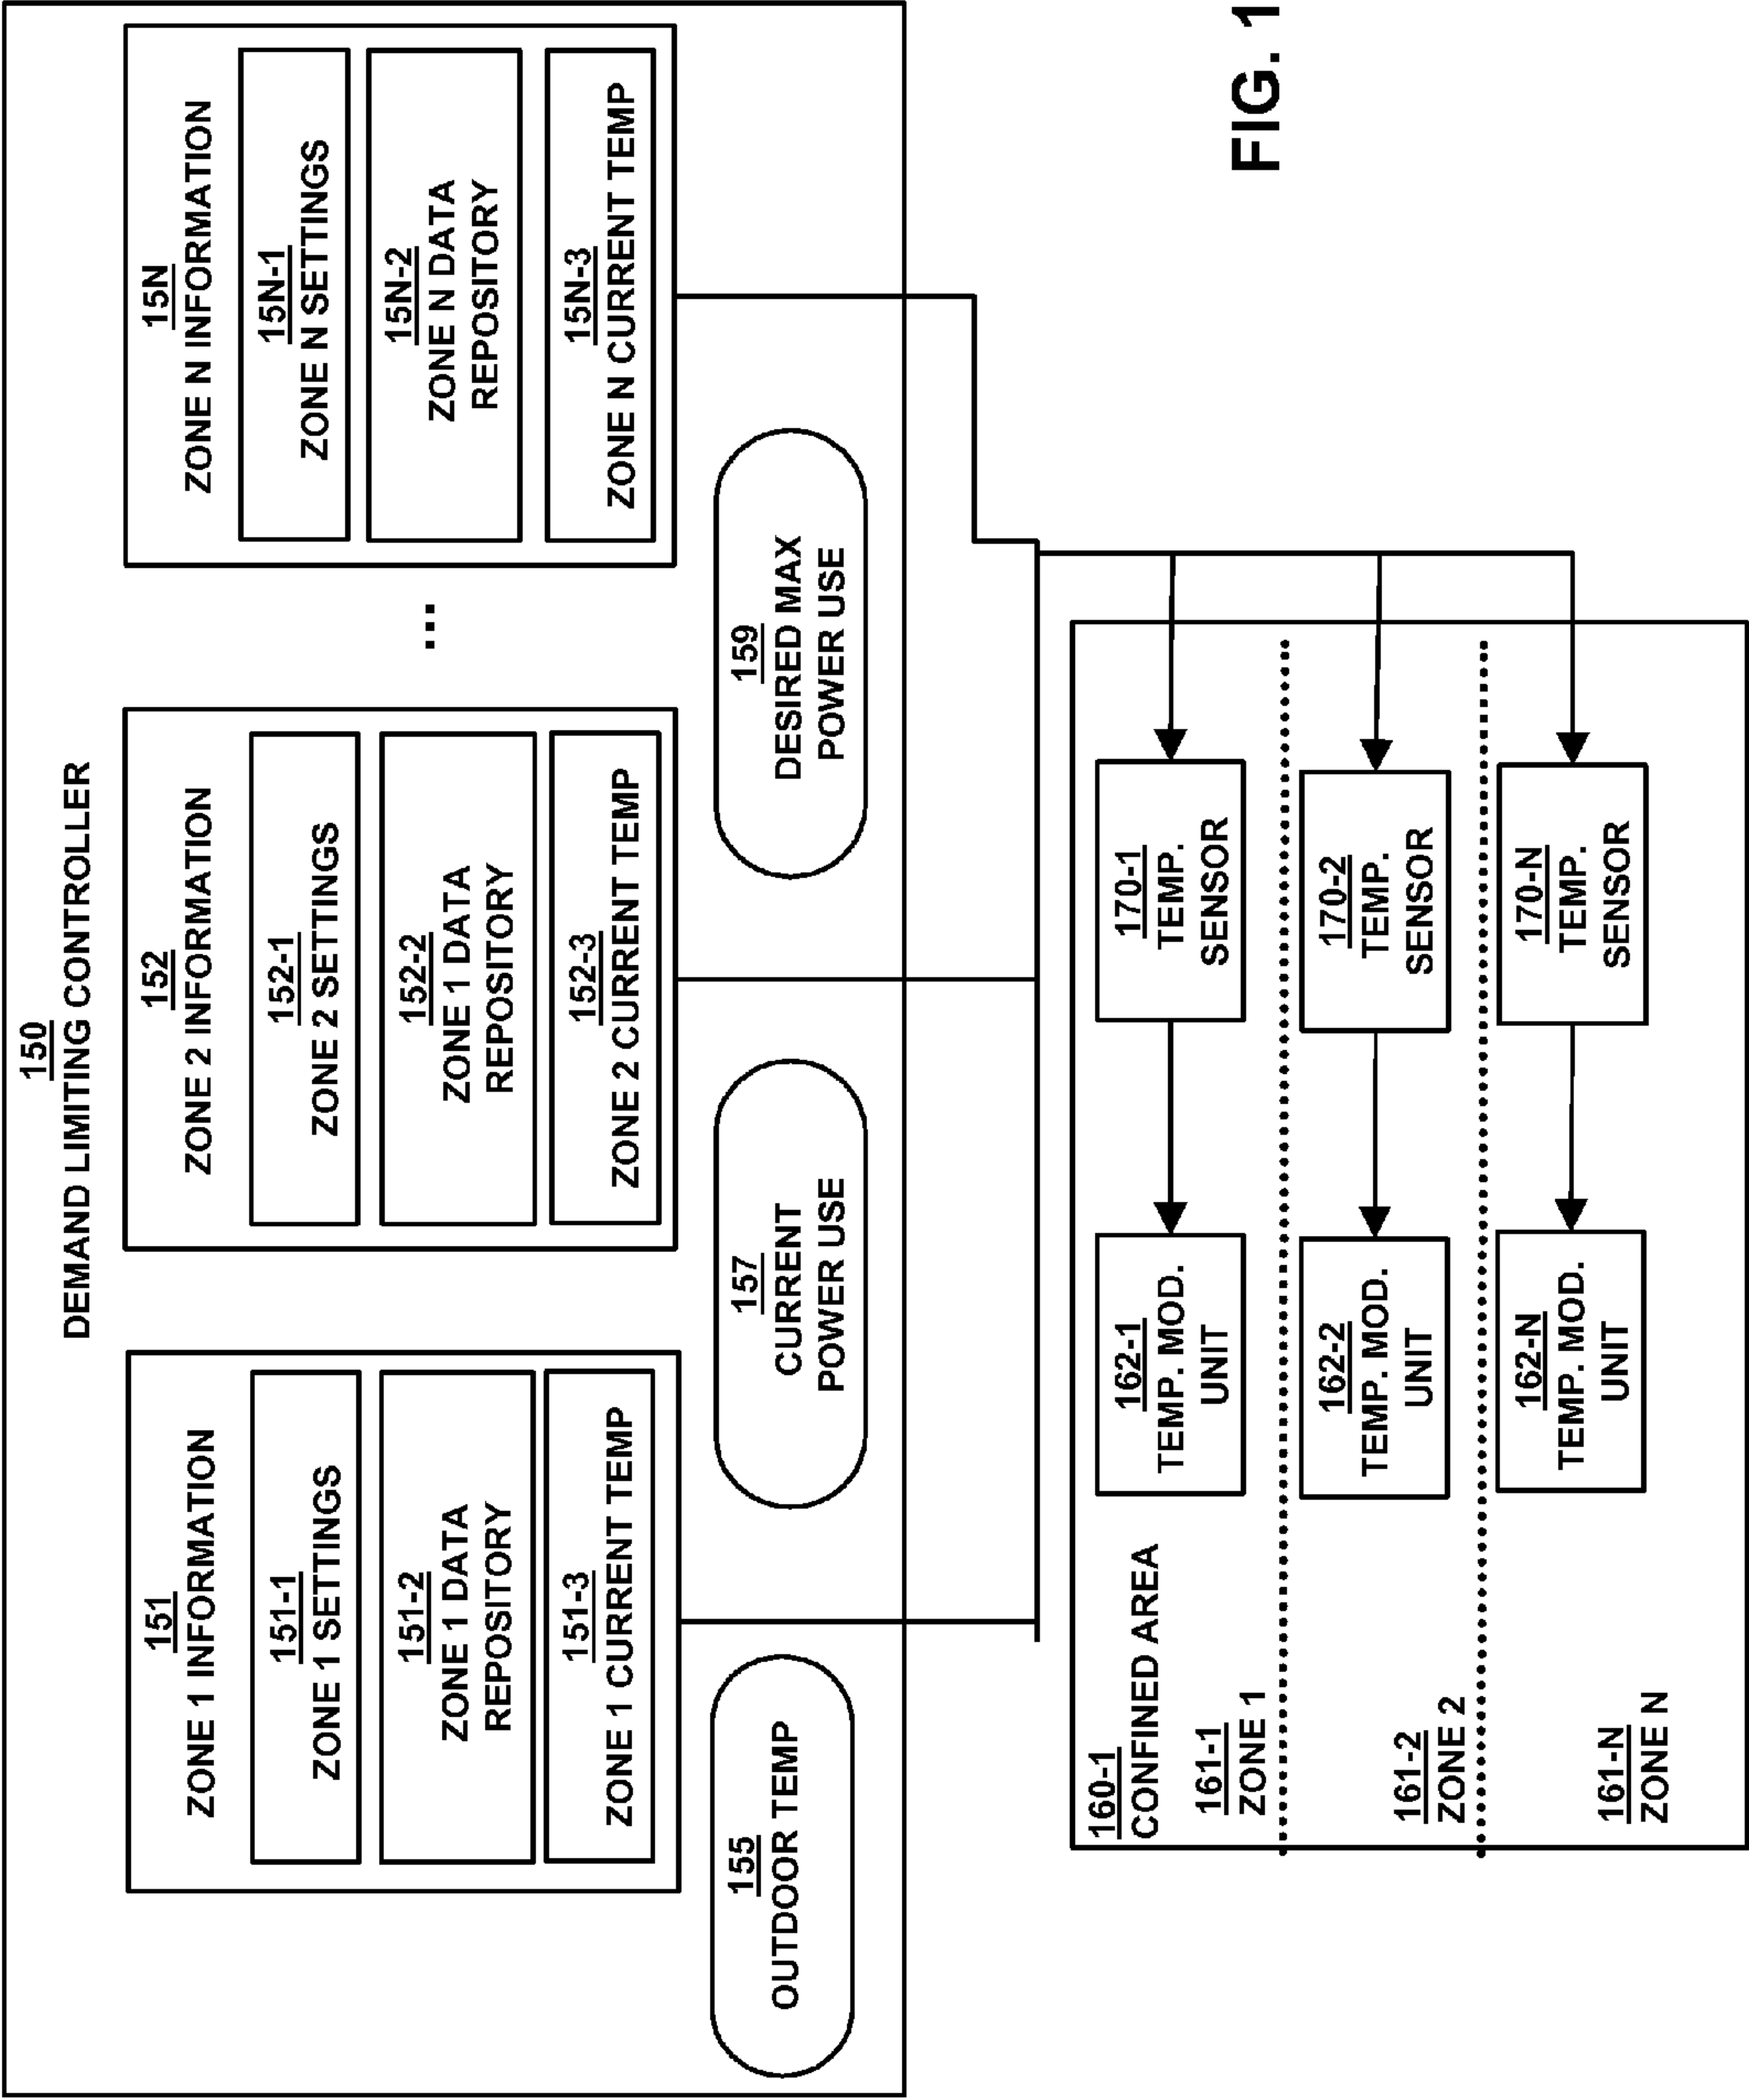 150
DEMAND LIMITING CONTROLLER
151
ZONE 1 INFORMATION
151-1
ZONE 1 SETTINGS
151-2
ZONE 1 DATA
REPOSITORY
151-3
ZONE 1 CURRENT TEMP
152
ZONE 2 INFORMATION
152-1
ZONE 2 SETTINGS
152-2
ZONE 1 DATA
REPOSITORY
152-3
ZONE 2 CURRENT TEMP
...
15N
ZONE N INFORMATION
15N-1
ZONE N SETTINGS
15N-2
ZONE N DATA
REPOSITORY
15N-3
ZONE N CURRENT TEMP
155
OUTDOOR TEMP
157
CURRENT
POWER USE
159
DESIRED MAX
POWER USE
160-1
CONFINED AREA
161-1
ZONE 1
162-1
TEMP. MOD.
UNIT
170-1
TEMP.
SENSOR
161-2
ZONE 2
162-2
TEMP. MOD.
UNIT
170-2
TEMP.
SENSOR
161-N
ZONE N
162-N
TEMP. MOD.
UNIT
170-N
TEMP.
SENSOR
FIG. 1